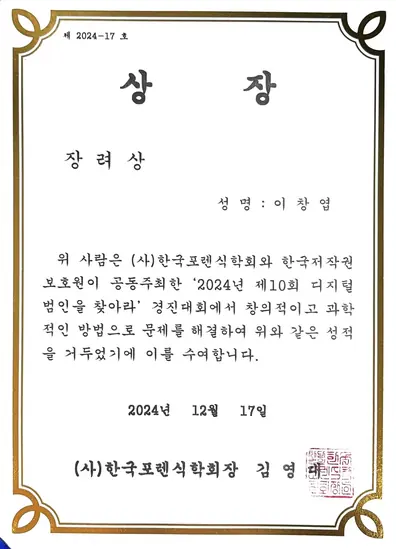 제 2024-17 호
상 장
장 려 상
성 명 : 이 창 엽
위 사람은 (사)한국포렌식학회와 한국저작권
보호원이 공동주최한 '2024년 제10회 디지털
범인을 찾아라' 경진대회에서 창의적이고 과학
적인 방법으로 문제를 해결하여 위와 같은 성적
을 거두었기에 이를 수여합니다.
2024년 12월 17일
(사)한국포렌식학회장 김 영 대